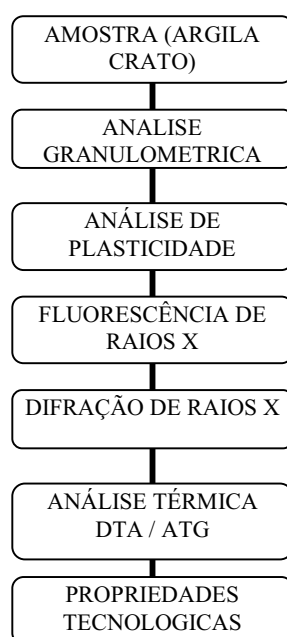 AMOSTRA (ARGILA
CRATO)
ANALISE
GRANULOMETRICA
ANÁLISE DE
PLASTICIDADE
FLUORESCÊNCIA DE
RAIOS X
DIFRAÇÃO DE RAIOS X
ANÁLISE TÉRMICA
DTA / ATG
PROPRIEDADES
TECNOLOGICAS